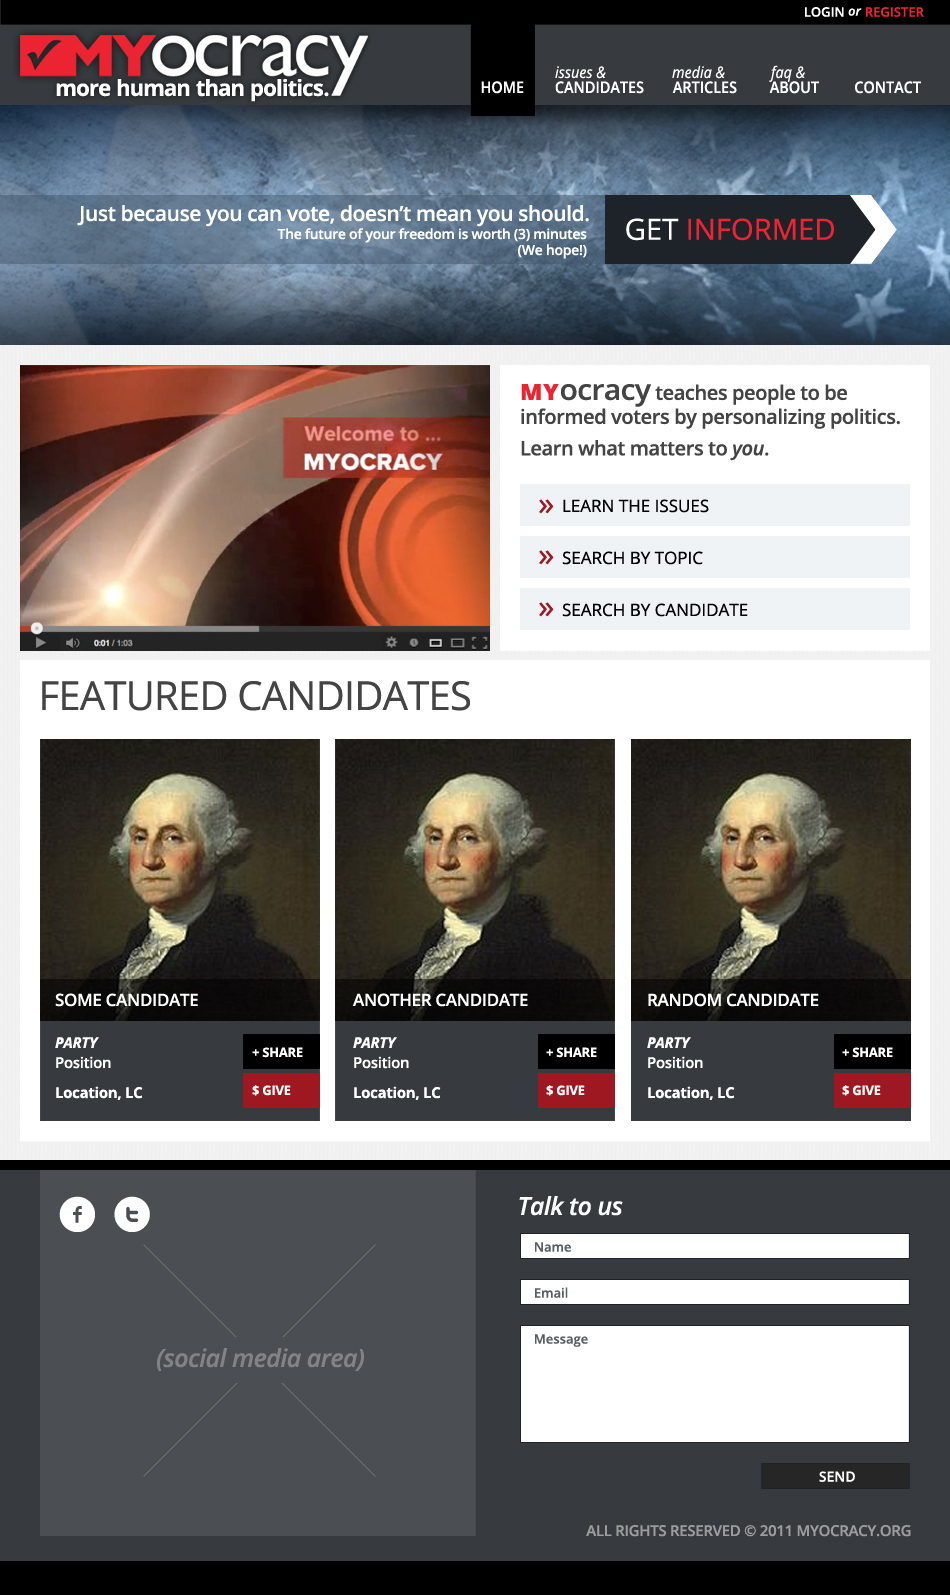 LOGIN or REGISTER
MYocracy
more human than politics.
HOME
issues &
CANDIDATES
media &
ARTICLES
faq &
ABOUT
CONTACT
Just because you can vote, doesn't mean you should.
The future of your freedom is worth (3) minutes
(We hope!)
GET INFORMED
Welcome to ...
MYOCRACY
0:01 / 1:03
MYocracy teaches people to be
informed voters by personalizing politics.
Learn what matters to you.
LEARN THE ISSUES
SEARCH BY TOPIC
SEARCH BY CANDIDATE
FEATURED CANDIDATES
SOME CANDIDATE
PARTY
Position
Location, LC
+ SHARE
$ GIVE
ANOTHER CANDIDATE
PARTY
Position
Location, LC
+ SHARE
$ GIVE
RANDOM CANDIDATE
PARTY
Position
Location, LC
+ SHARE
$ GIVE
(social media area)
Talk to us
Name
Email
Message
SEND
ALL RIGHTS RESERVED © 2011 MYOCRACY.ORG